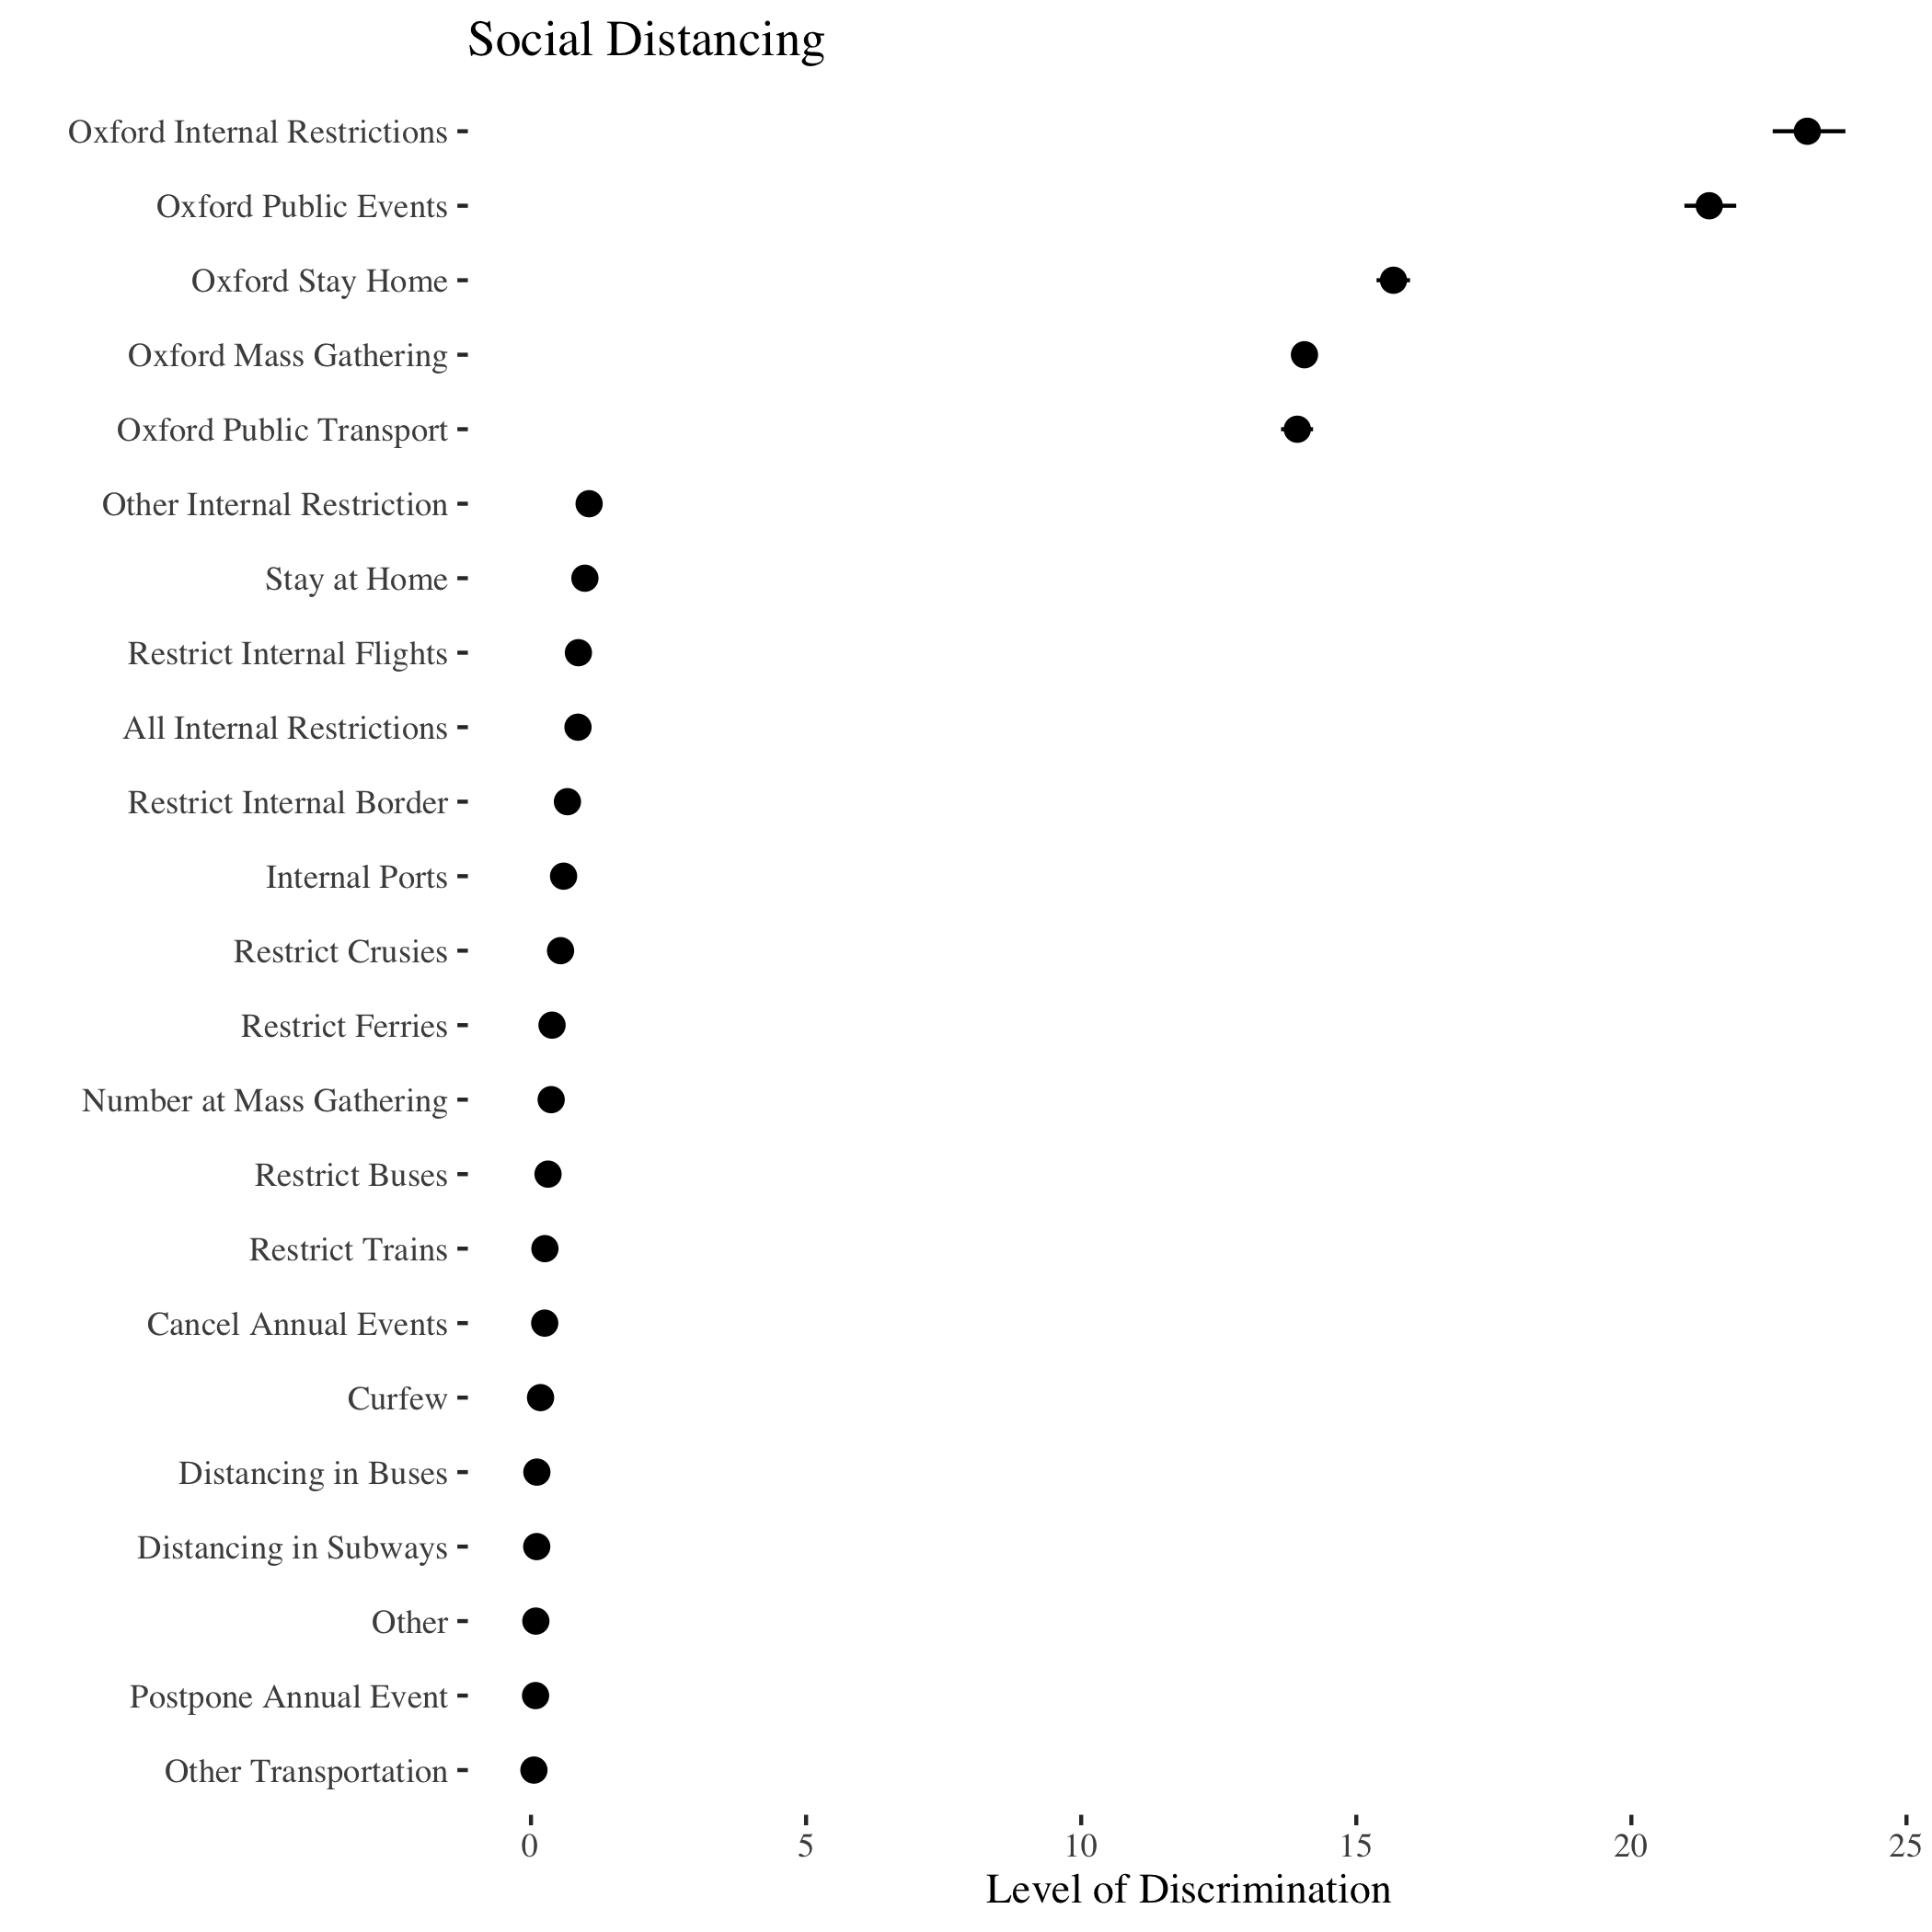 Social Distancing
Oxford Internal Restrictions
Oxford Public Events
Oxford Stay Home
Oxford Mass Gathering
Oxford Public Transport
Other Internal Restriction
Stay at Home
Restrict Internal Flights
All Internal Restrictions
Restrict Internal Border
Internal Ports
Restrict Crusies
Restrict Ferries
Number at Mass Gathering
Restrict Buses
Restrict Trains
Cancel Annual Events
Curfew
Distancing in Buses
Distancing in Subways
Other
Postpone Annual Event
Other Transportation
0 5 10 15 20 25
Level of Discrimination